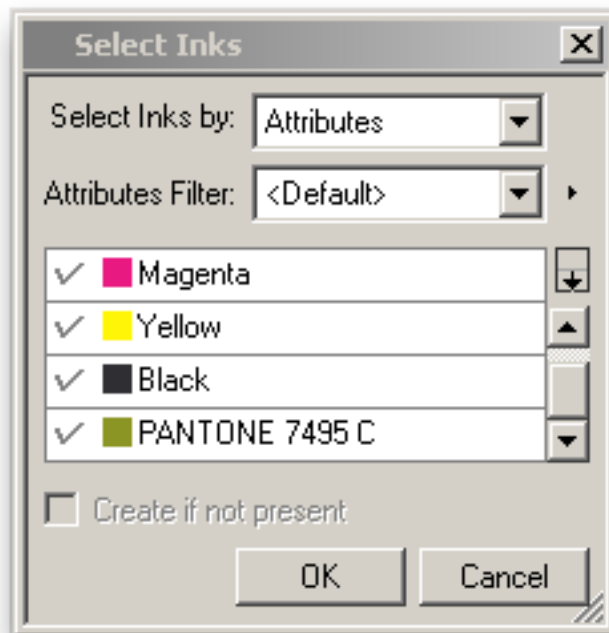 Select Inks
Select Inks by: Attributes
Attributes Filter: <Default>
Magenta
Yellow
Black
PANTONE 7495 C
Create if not present
OK Cancel